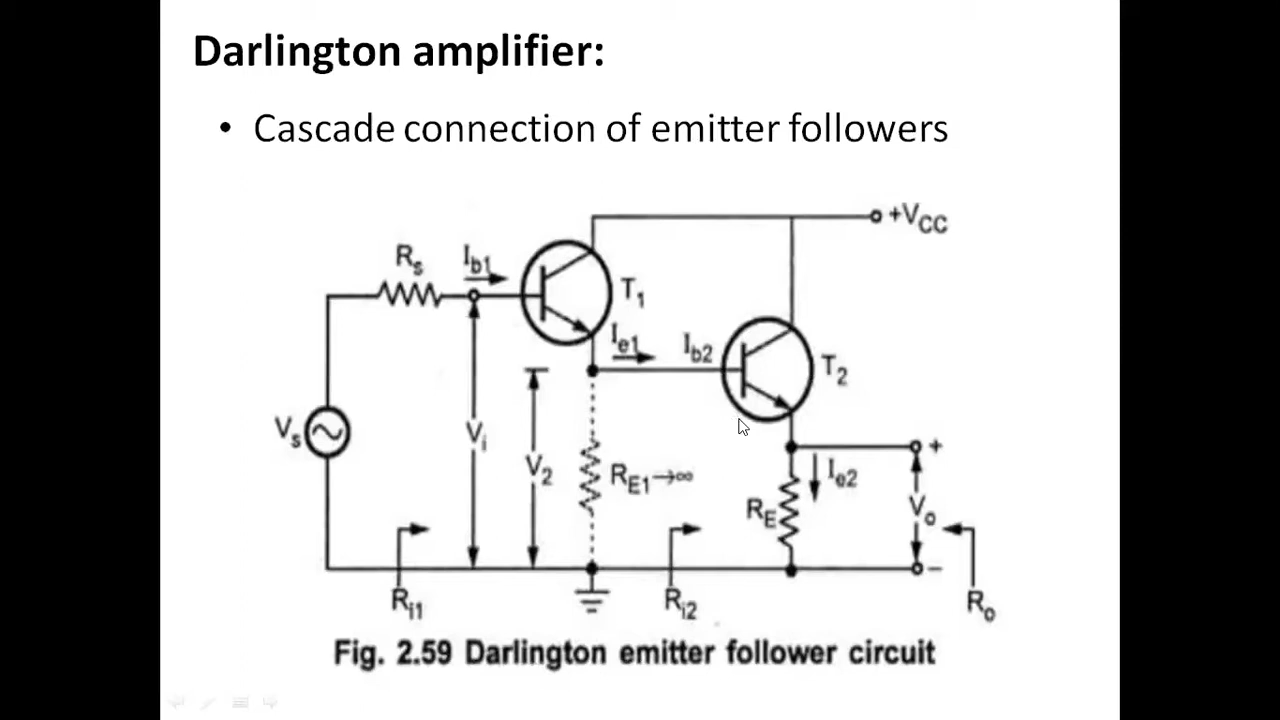 Darlington amplifier:
• Cascade connection of emitter followers
+VCC
Rs
Ib1
T1
Ie1
Ib2
T2
Vs
Vi
V2
RE1→∞
RE
Ie2
+
Vo
−
Ri1
Ri2
Ro
Fig. 2.59 Darlington emitter follower circuit